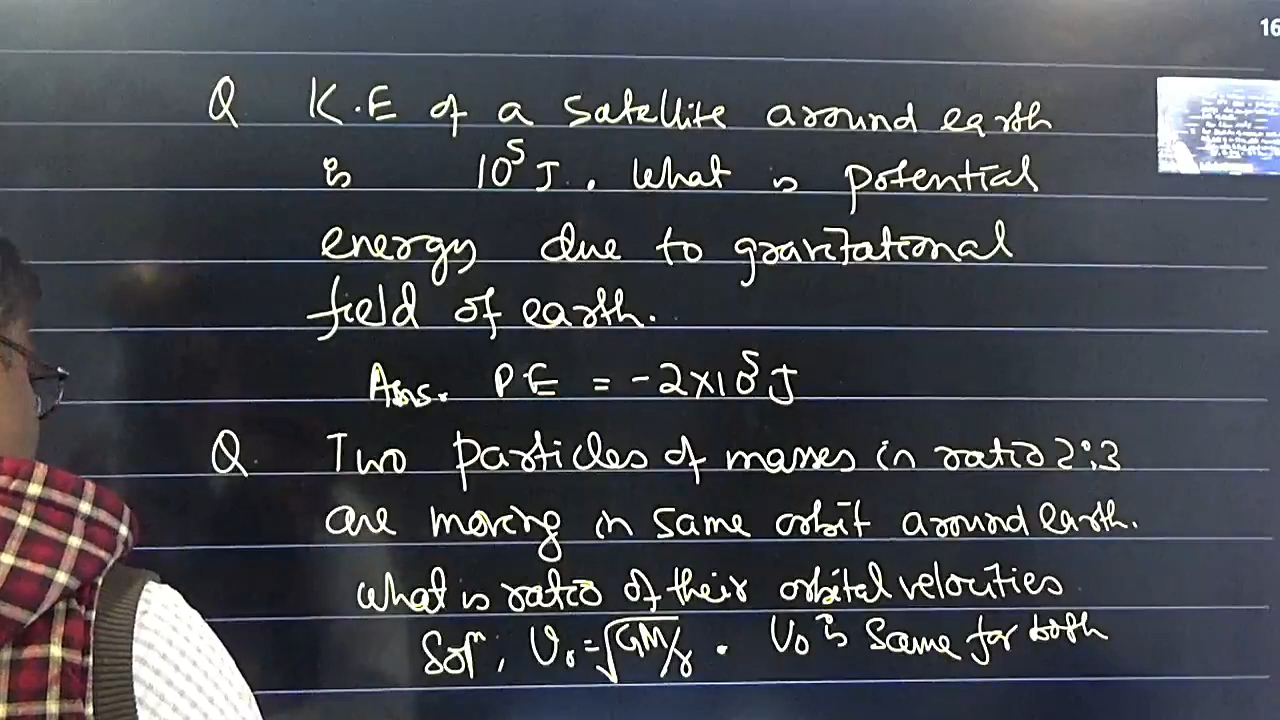 16
Q K.E of a satellite around earth
is 10⁵ J. What is potential
energy due to gravitational
field of earth.
Ans. PE = -2×10⁵ J
Q Two particles of masses in ratio 2:3
are moving in same orbit around earth.
What is ratio of their orbital velocities
Solⁿ, V₀ = √GM/r . V₀ is same for both